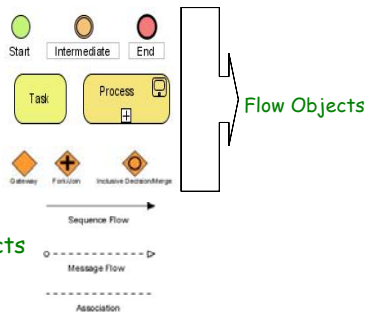 Start Intermediate End
Task Process
Flow Objects
Gateway Fork/Join Inclusive Decision/Merge
Sequence Flow
cts
Message Flow
Association